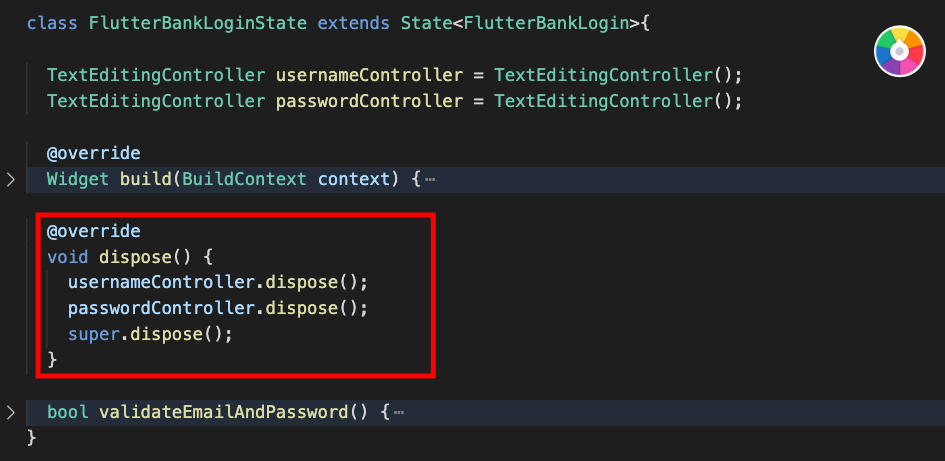 class FlutterBankLoginState extends State<FlutterBankLogin>{
TextEditingController usernameController = TextEditingController();
TextEditingController passwordController = TextEditingController();
@override
Widget build(BuildContext context) {⋯
@override
void dispose() {
usernameController.dispose();
passwordController.dispose();
super.dispose();
}
bool validateEmailAndPassword() {⋯
}